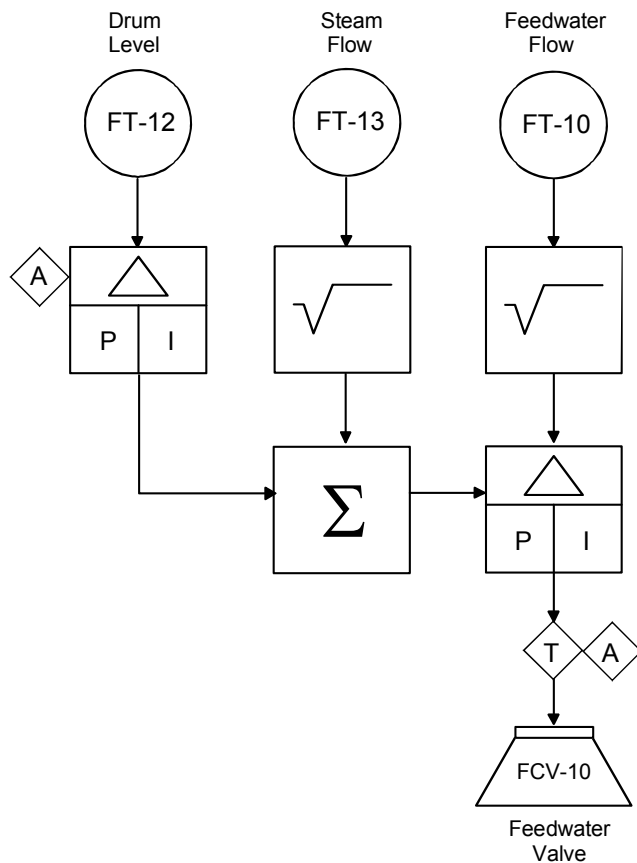 Drum
Level
Steam
Flow
Feedwater
Flow
FT-12
FT-13
FT-10
A
√
√
P I
Σ
P I
T A
FCV-10
Feedwater
Valve